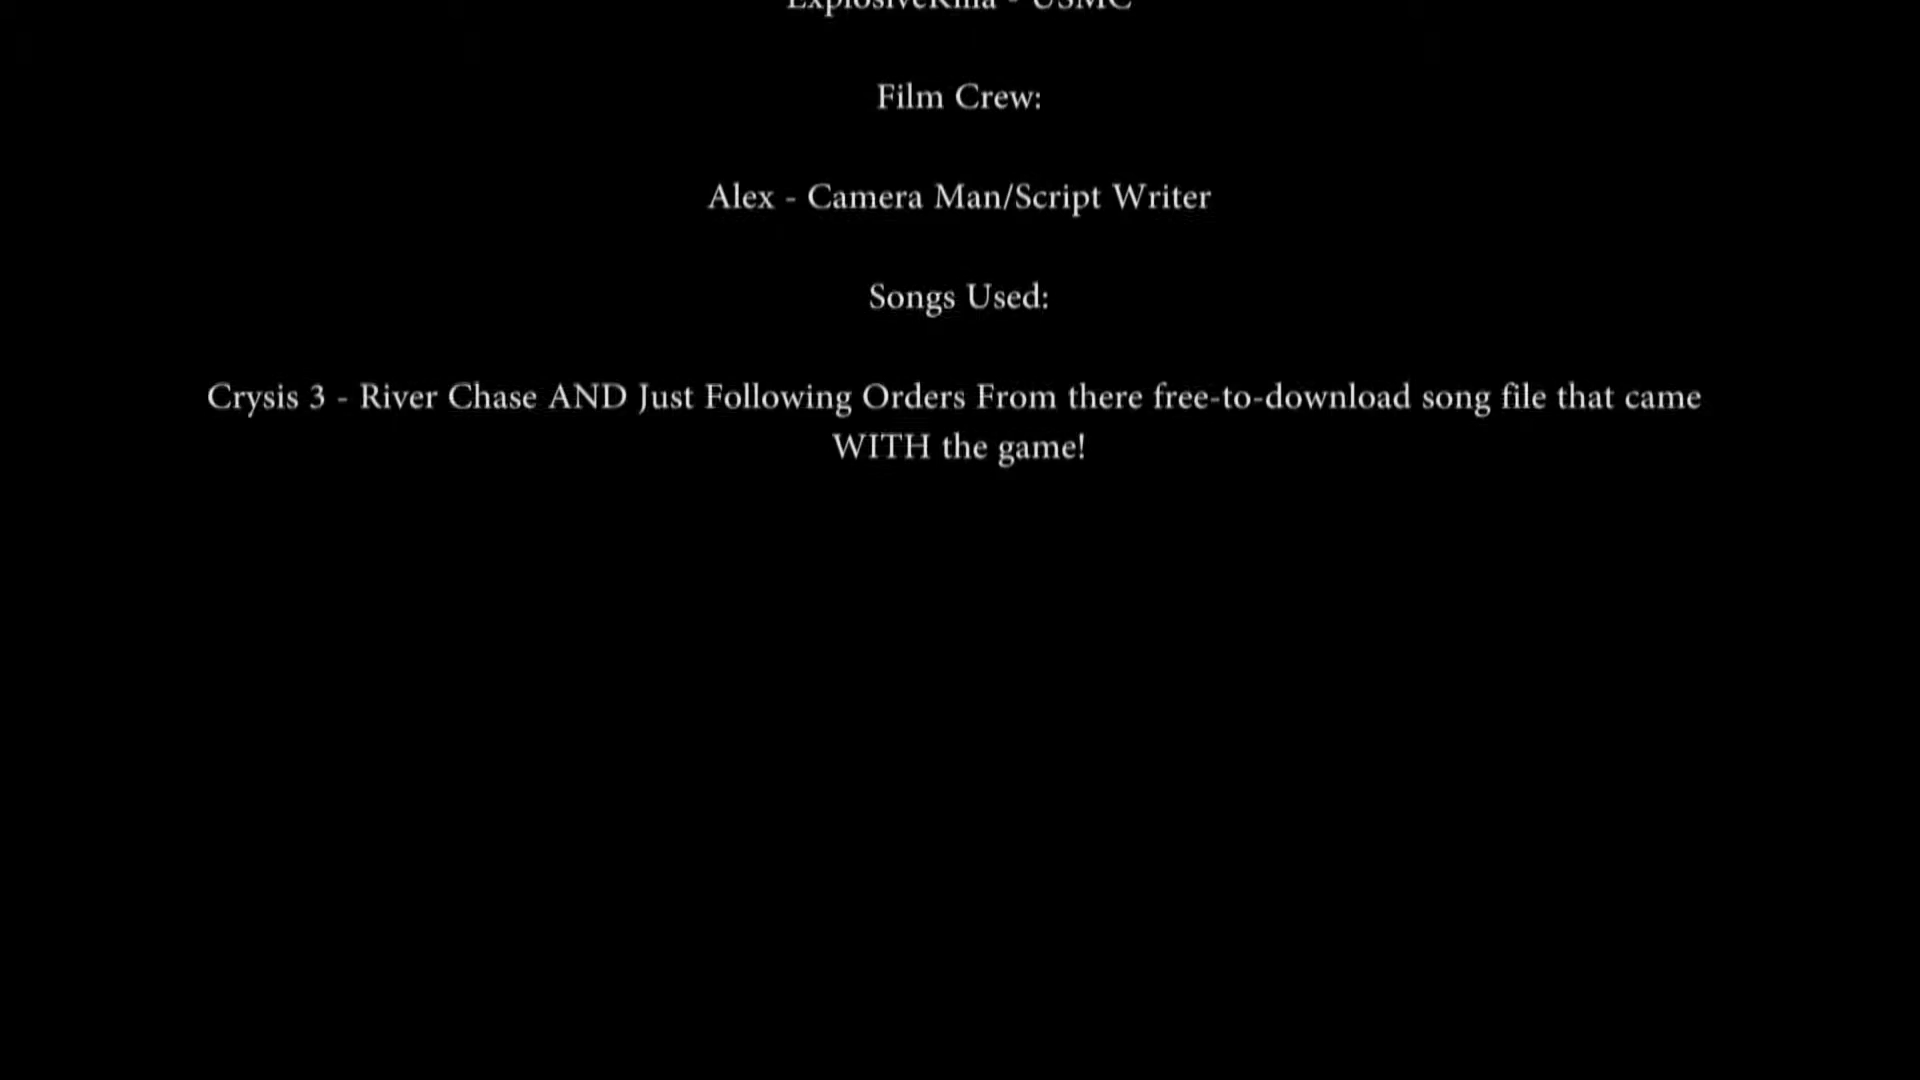 - USMC
Film Crew:
Alex - Camera Man/Script Writer
Songs Used:
Crysis 3 - River Chase AND Just Following Orders From there free-to-download song file that came
WITH the game!